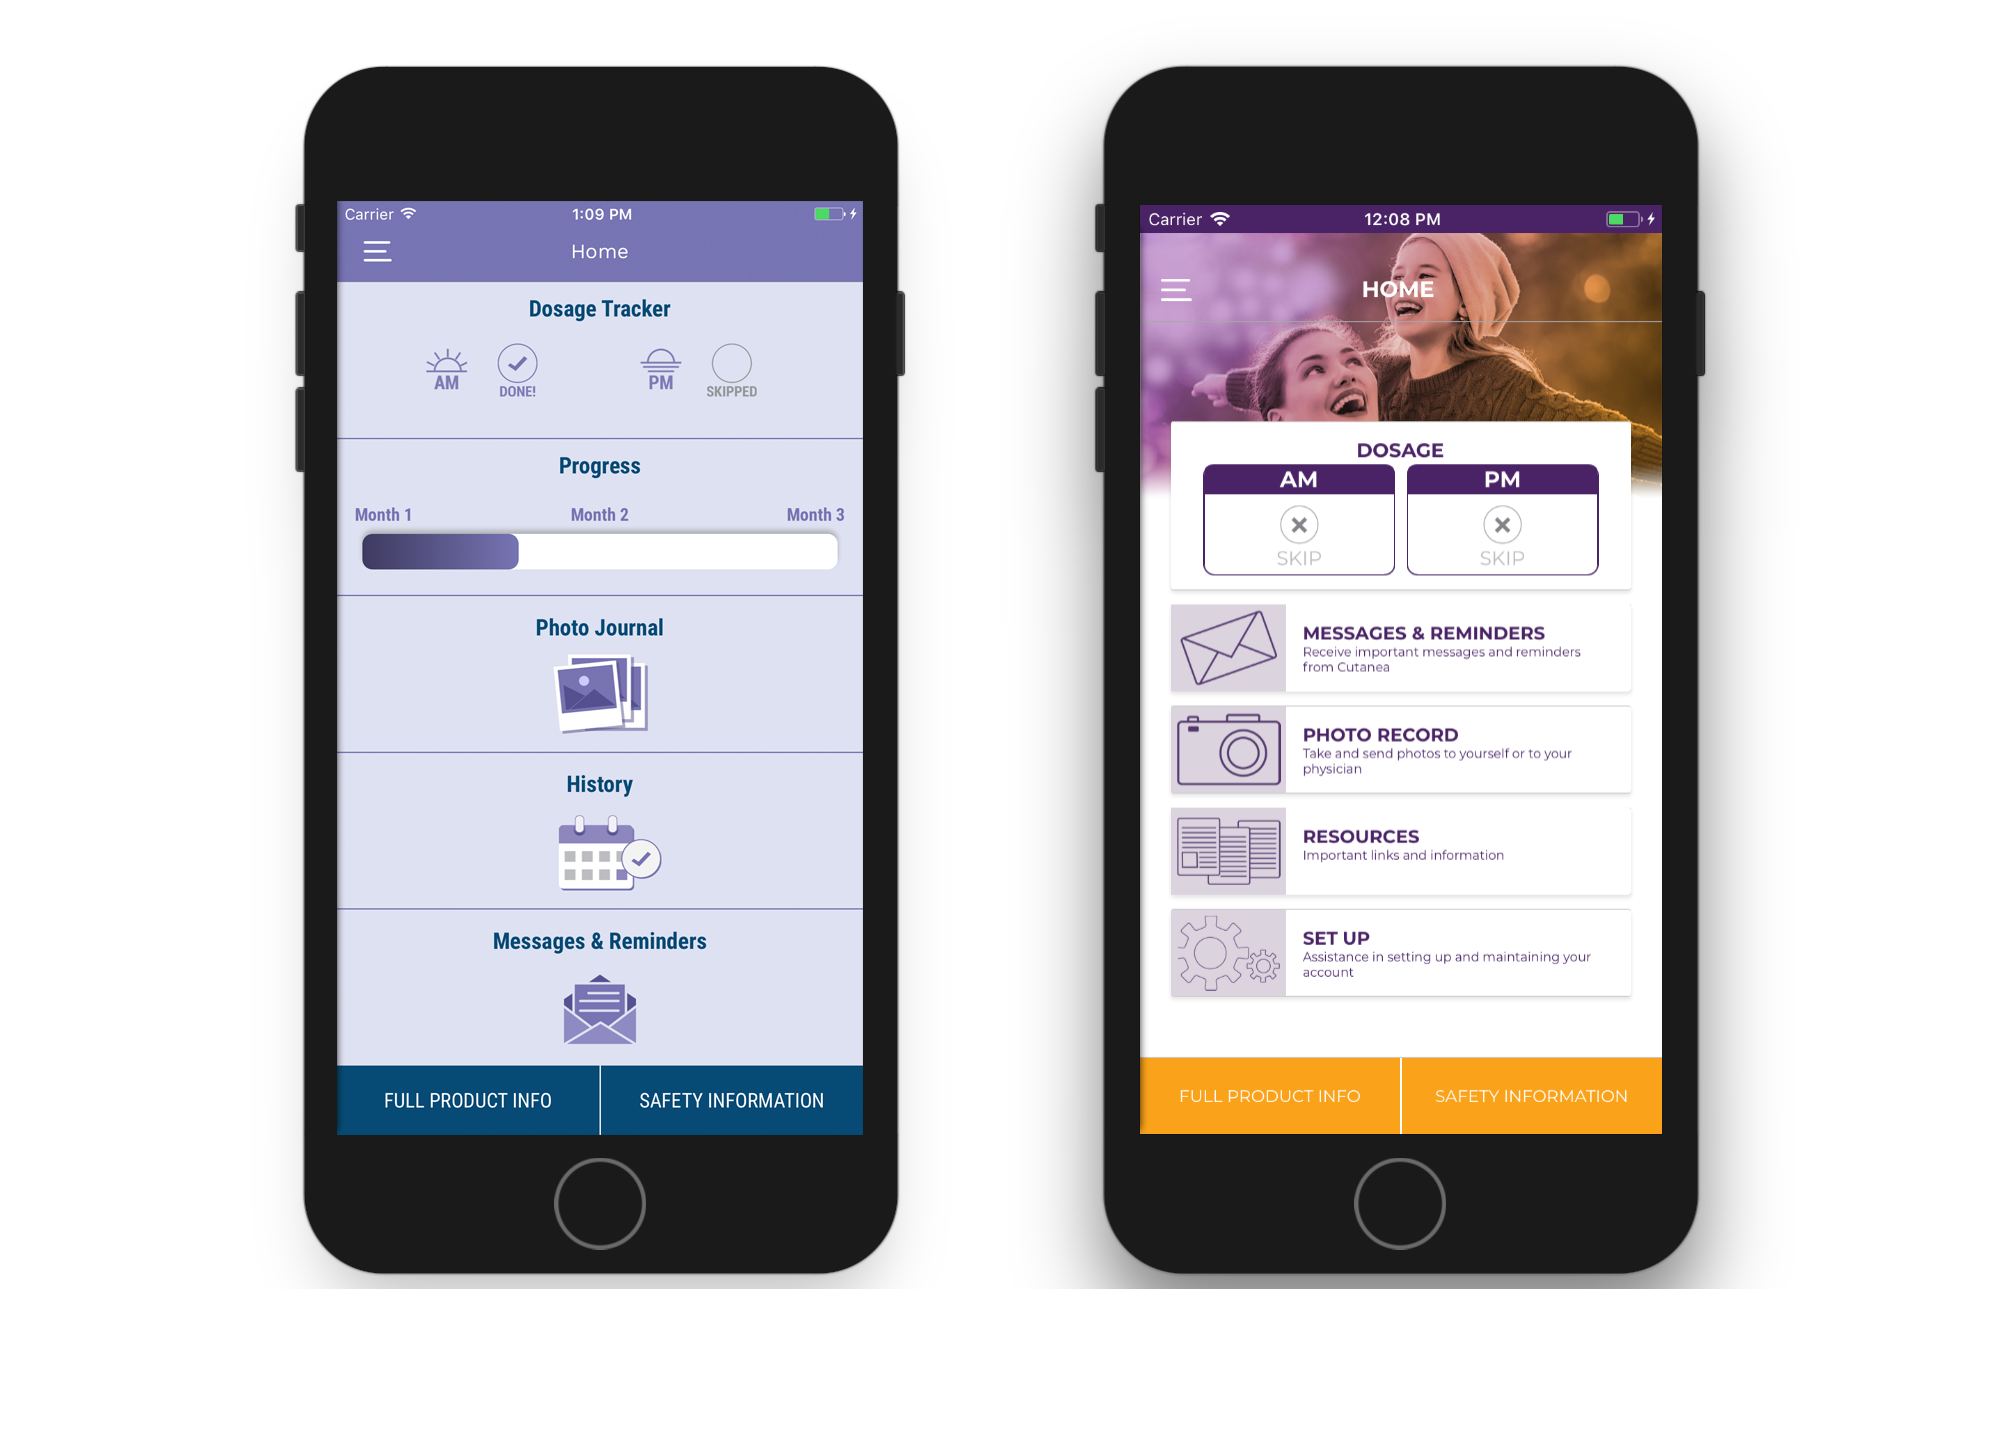 Carrier 1:09 PM
Home
Dosage Tracker
AM DONE! PM SKIPPED
Progress
Month 1 Month 2 Month 3
Photo Journal
History
Messages & Reminders
FULL PRODUCT INFO SAFETY INFORMATION
Carrier 12:08 PM
HOME
DOSAGE
AM PM
SKIP SKIP
MESSAGES & REMINDERS
Receive important messages and reminders
from Cutanea
PHOTO RECORD
Take and send photos to yourself or to your
physician
RESOURCES
Important links and information
SET UP
Assistance in setting up and maintaining your
account
FULL PRODUCT INFO SAFETY INFORMATION